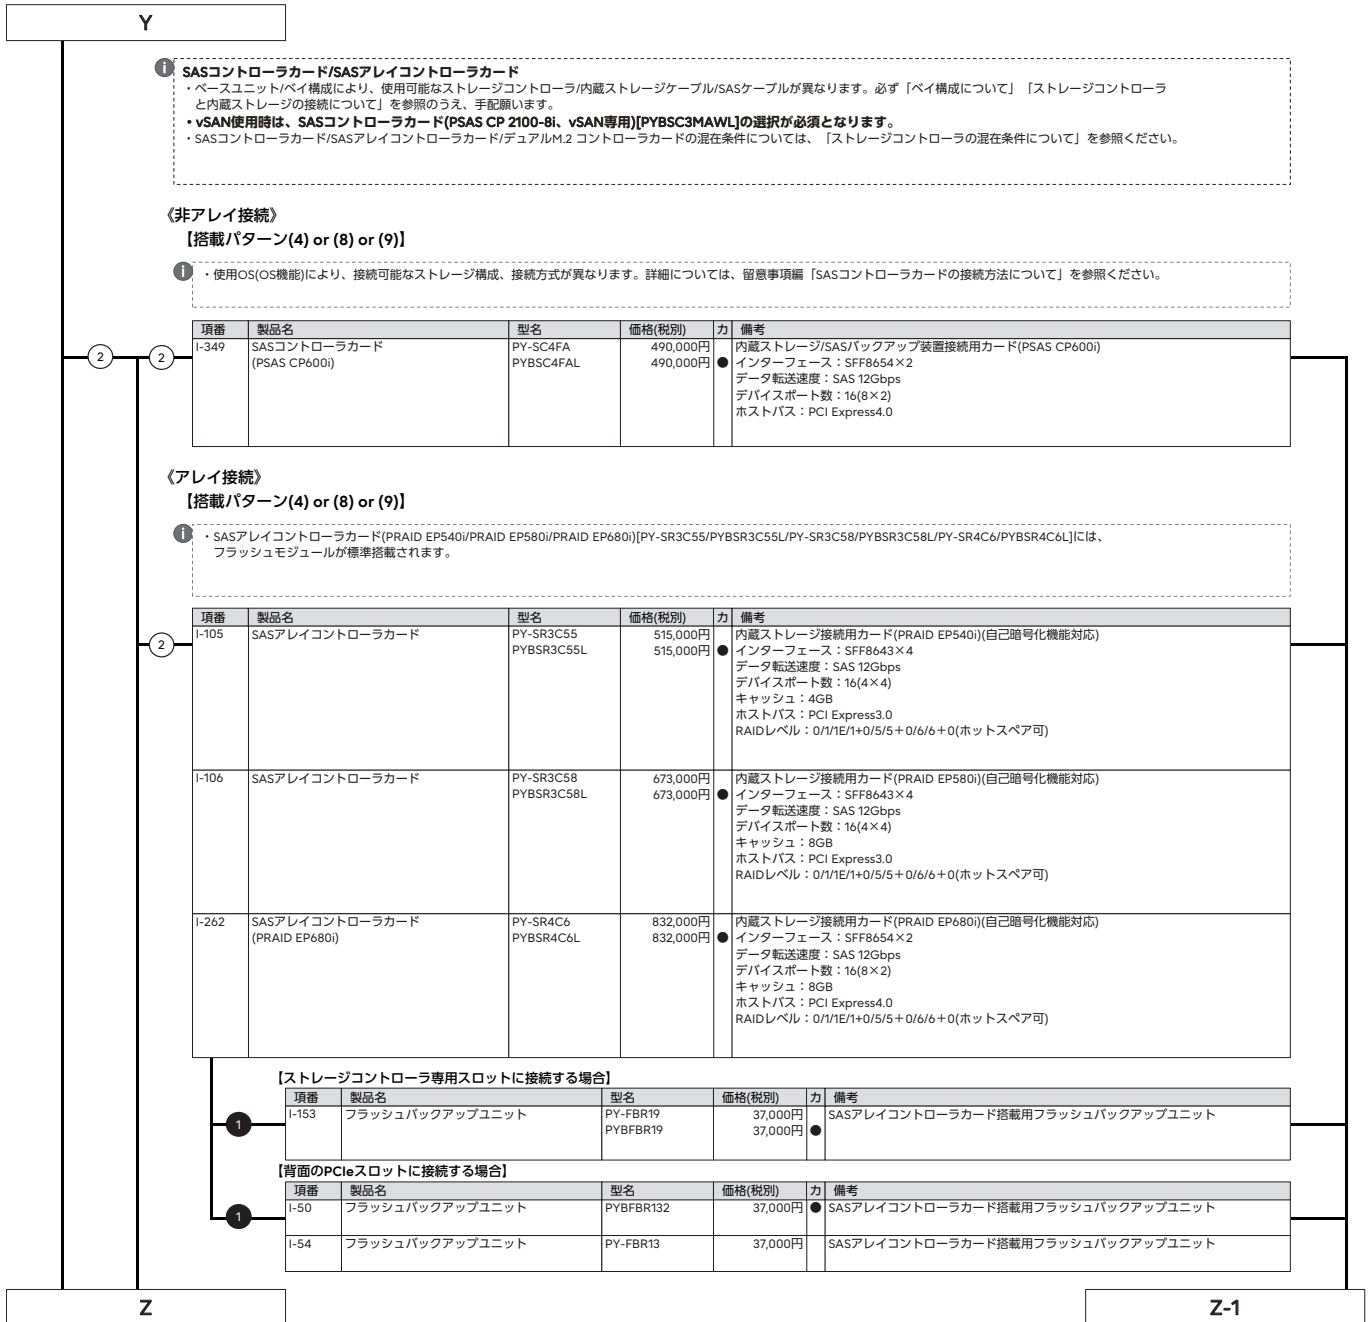 Y
SASコントローラカード/SASアレイコントローラカード
・ベースユニット/ベイ構成により、使用可能なストレージコントローラ/内蔵ストレージケーブル/SASケーブルが異なります。必ず「ベイ構成について」「ストレージコントローラ
と内蔵ストレージの接続について」を参照のうえ、手配願います。
・vSAN使用時は、SASコントローラカード(PSAS CP 2100-8i、vSAN専用)[PYBSC3MAWL]の選択が必須となります。
・SASコントローラカード/SASアレイコントローラカード/デュアルM.2 コントローラカードの混在条件については、「ストレージコントローラの混在条件について」を参照ください。
《非アレイ接続》
【搭載パターン(4) or (8) or (9)】
・使用OS(OS機能)により、接続可能なストレージ構成、接続方式が異なります。詳細については、留意事項編「SASコントローラカードの接続方法について」を参照ください。
項番 製品名 型名 価格(税別) カ 備考
2 2 I-349 SASコントローラカード PY-SC4FA 490,000円 内蔵ストレージ/SASバックアップ装置接続用カード(PSAS CP600i)
(PSAS CP600i) PYBSC4FAL 490,000円 ● インターフェース：SFF8654×2
データ転送速度：SAS 12Gbps
デバイスポート数：16(8×2)
ホストバス：PCI Express4.0
《アレイ接続》
【搭載パターン(4) or (8) or (9)】
・SASアレイコントローラカード(PRAID EP540i/PRAID EP580i/PRAID EP680i)[PY-SR3C55/PYBSR3C55L/PY-SR3C58/PYBSR3C58L/PY-SR4C6/PYBSR4C6L]には、
フラッシュモジュールが標準搭載されます。
項番 製品名 型名 価格(税別) カ 備考
2 I-105 SASアレイコントローラカード PY-SR3C55 515,000円 内蔵ストレージ接続用カード(PRAID EP540i)(自己暗号化機能対応)
PYBSR3C55L 515,000円 ● インターフェース：SFF8643×4
データ転送速度：SAS 12Gbps
デバイスポート数：16(4×4)
キャッシュ：4GB
ホストバス：PCI Express3.0
RAIDレベル：0/1/1E/1+0/5/5＋0/6/6＋0(ホットスペア可)
I-106 SASアレイコントローラカード PY-SR3C58 673,000円 内蔵ストレージ接続用カード(PRAID EP580i)(自己暗号化機能対応)
PYBSR3C58L 673,000円 ● インターフェース：SFF8643×4
データ転送速度：SAS 12Gbps
デバイスポート数：16(4×4)
キャッシュ：8GB
ホストバス：PCI Express3.0
RAIDレベル：0/1/1E/1+0/5/5＋0/6/6＋0(ホットスペア可)
I-262 SASアレイコントローラカード PY-SR4C6 832,000円 内蔵ストレージ接続用カード(PRAID EP680i)(自己暗号化機能対応)
(PRAID EP680i) PYBSR4C6L 832,000円 ● インターフェース：SFF8654×2
データ転送速度：SAS 12Gbps
デバイスポート数：16(8×2)
キャッシュ：8GB
ホストバス：PCI Express4.0
RAIDレベル：0/1/1E/1+0/5/5＋0/6/6＋0(ホットスペア可)
【ストレージコントローラ専用スロットに接続する場合】
項番 製品名 型名 価格(税別) カ 備考
1 I-153 フラッシュバックアップユニット PY-FBR19 37,000円 SASアレイコントローラカード搭載用フラッシュバックアップユニット
PYBFBR19 37,000円 ●
【背面のPCIeスロットに接続する場合】
項番 製品名 型名 価格(税別) カ 備考
1 I-50 フラッシュバックアップユニット PYBFBR132 37,000円 ● SASアレイコントローラカード搭載用フラッシュバックアップユニット
I-54 フラッシュバックアップユニット PY-FBR13 37,000円 SASアレイコントローラカード搭載用フラッシュバックアップユニット
Z Z-1